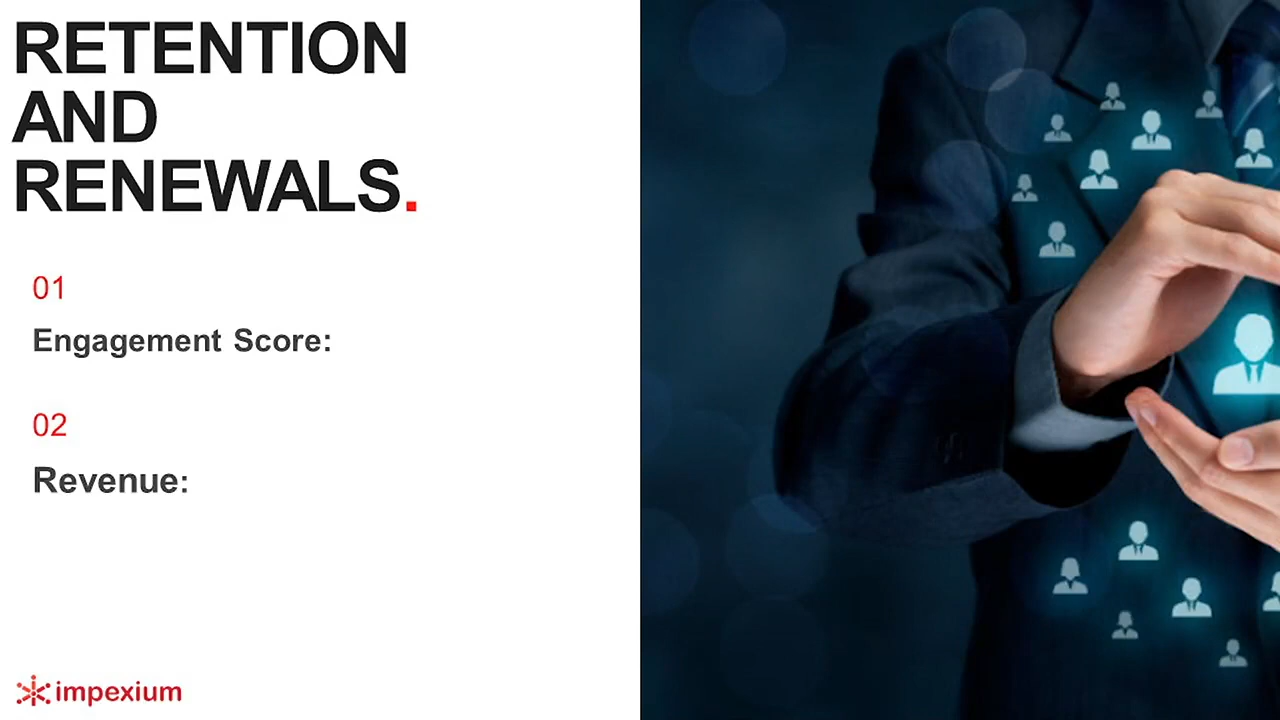 RETENTION
AND
RENEWALS.
01
Engagement Score:
02
Revenue:
impexium